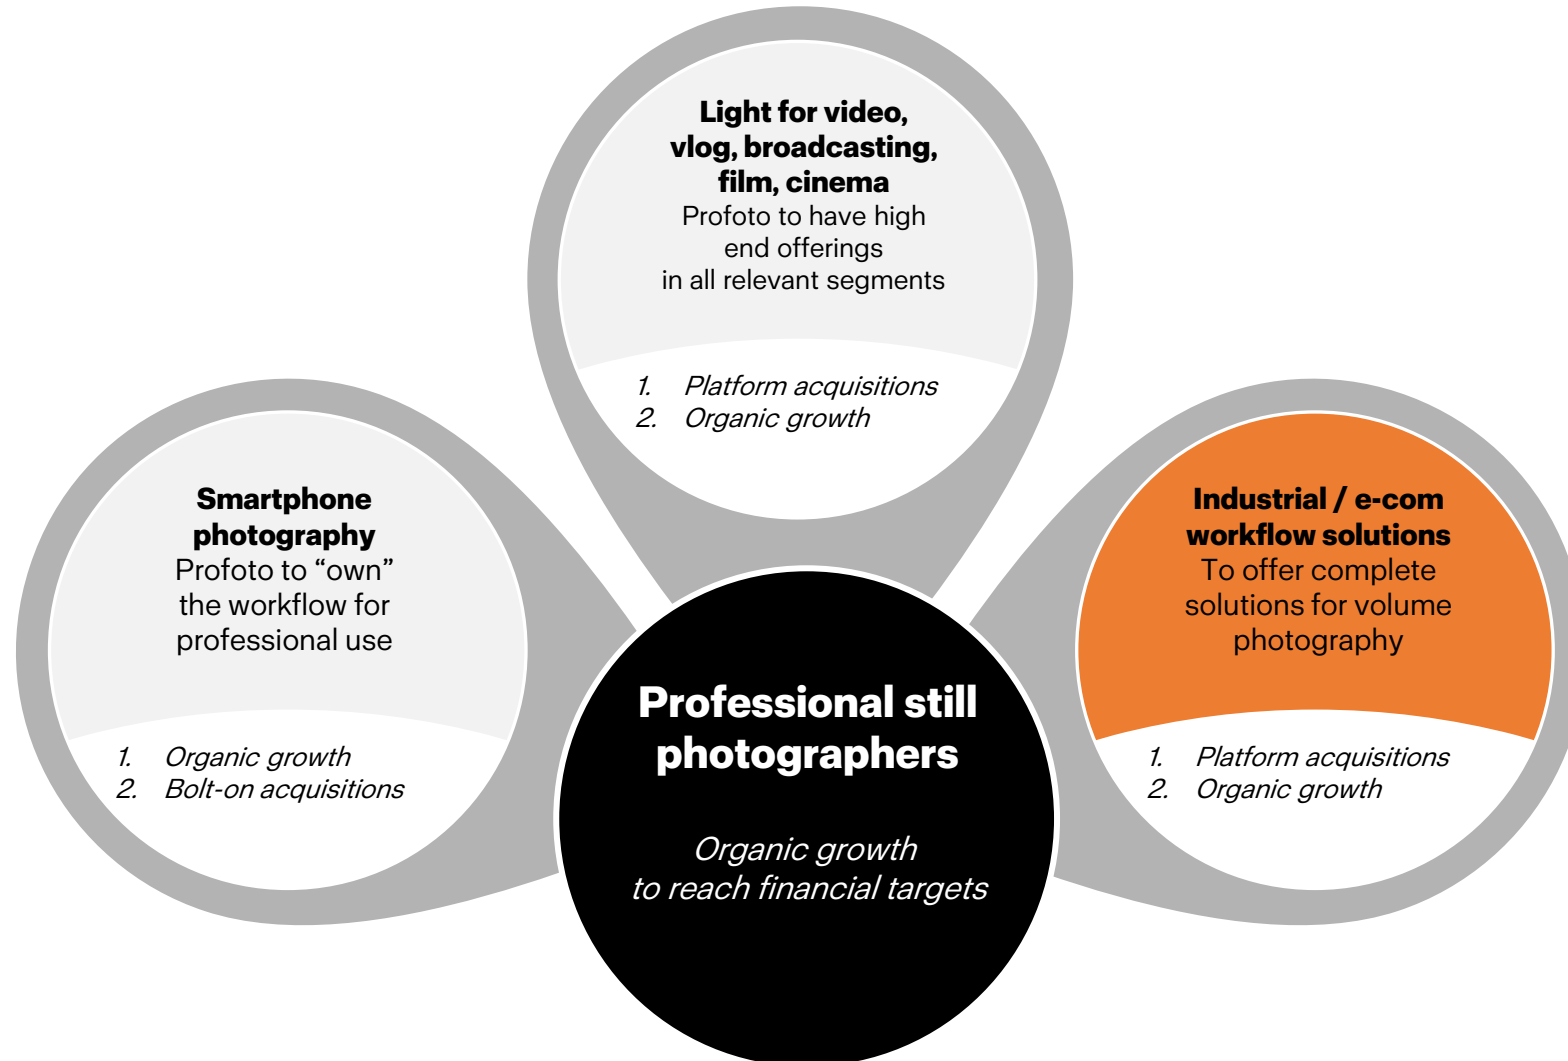 Light for video,
vlog, broadcasting,
film, cinema
Profoto to have high
end offerings
in all relevant segments
1. Platform acquisitions
2. Organic growth
Smartphone
photography
Profoto to “own”
the workflow for
professional use
1. Organic growth
2. Bolt-on acquisitions
Industrial / e-com
workflow solutions
To offer complete
solutions for volume
photography
1. Platform acquisitions
2. Organic growth
Professional still
photographers
Organic growth
to reach financial targets